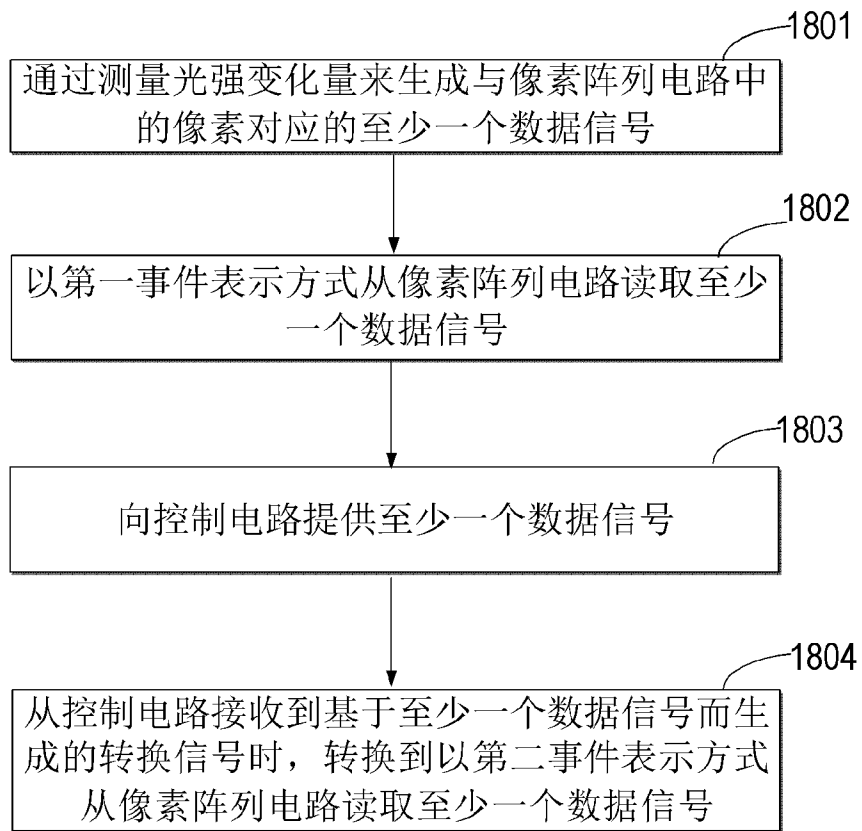 1801
通过测量光强变化量来生成与像素阵列电路中
的像素对应的至少一个数据信号
1802
以第一事件表示方式从像素阵列电路读取至少
一个数据信号
1803
向控制电路提供至少一个数据信号
1804
从控制电路接收到基于至少一个数据信号而生
成的转换信号时，转换到以第二事件表示方式
从像素阵列电路读取至少一个数据信号